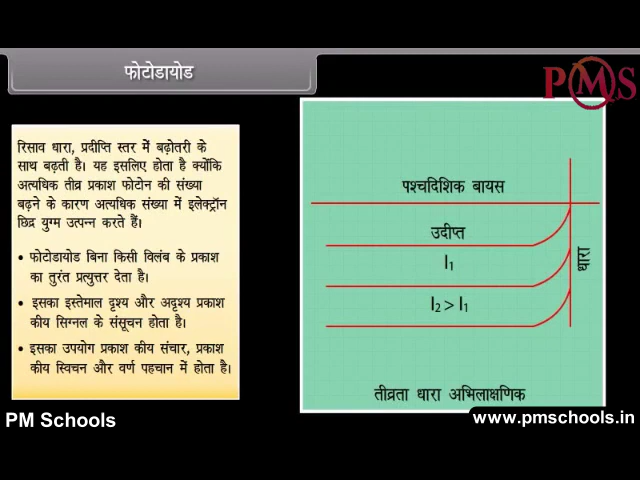 फोटोडायोड
PMS
रिसाव धारा, प्रदीप्ति स्तर में बढ़ोतरी के
साथ बढ़ती है। यह इसलिए होता है क्योंकि
अत्यधिक तीव्र प्रकाश फोटोन की संख्या
बढ़ने के कारण अत्यधिक संख्या में इलेक्ट्रॉन
छिद्र युग्म उत्पन्न करते हैं।
• फोटोडायोड बिना किसी विलंब के प्रकाश
का तुरंत प्रत्युत्तर देता है।
• इसका इस्तेमाल दृश्य और अदृश्य प्रकाश
कीय सिग्नल के संसूचन होता है।
• इसका उपयोग प्रकाश कीय संचार, प्रकाश
कीय स्विचन और वर्ण पहचान में होता है।
पश्चदिशिक बायस
उदीप्त
I₁
I₂ > I₁
धारा
तीव्रता धारा अभिलाक्षणिक
PM Schools
www.pmschools.in